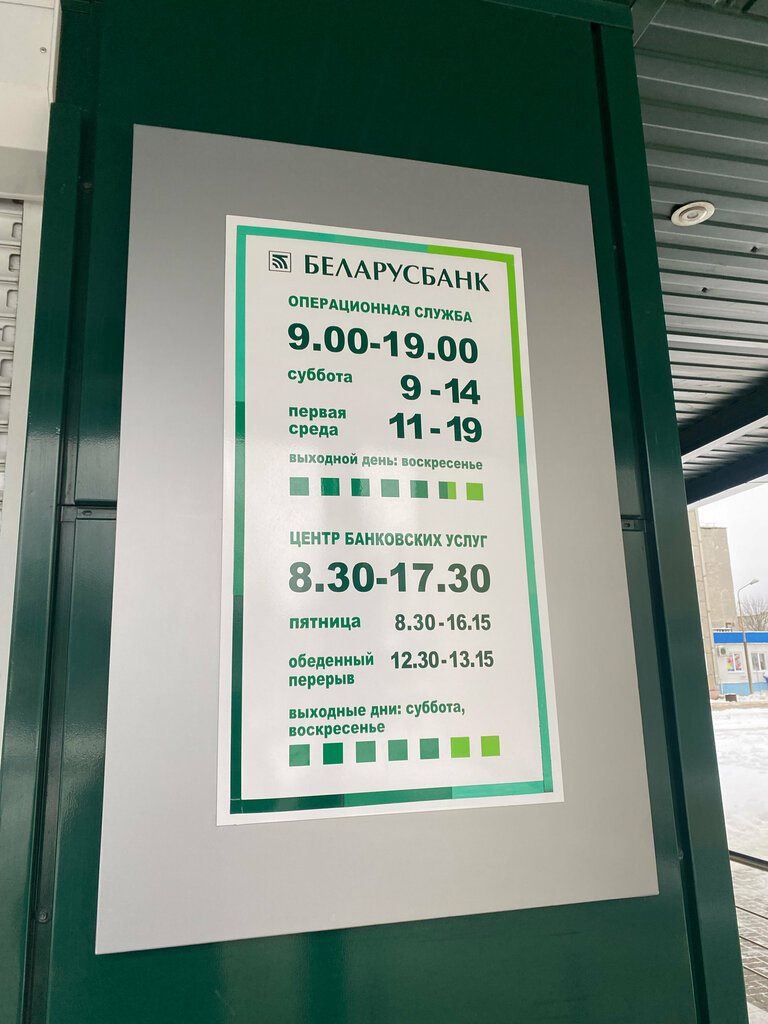 БЕЛАРУСБАНК
ОПЕРАЦИОННАЯ СЛУЖБА
9.00-19.00
суббота 9-14
первая
среда 11-19
выходной день: воскресенье
ЦЕНТР БАНКОВСКИХ УСЛУГ
8.30-17.30
пятница 8.30-16.15
обеденный 12.30-13.15
перерыв
выходные дни: суббота,
воскресенье